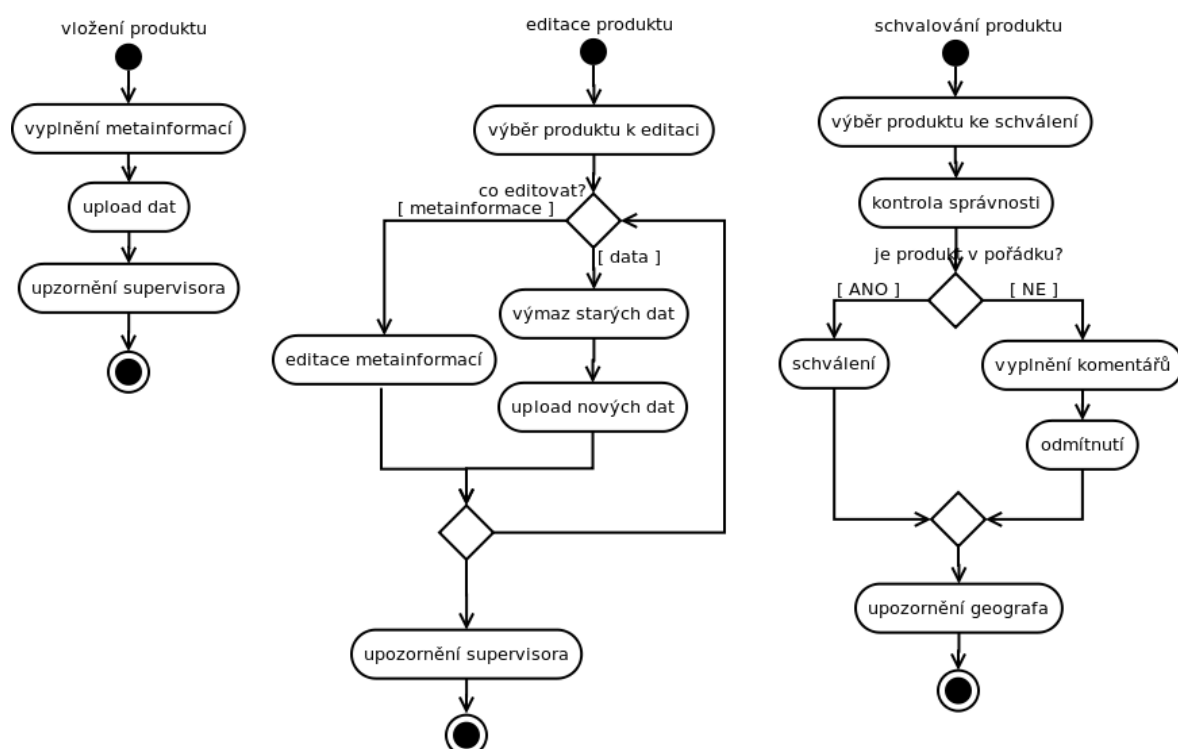 vložení produktu
vyplnění metainformací
upload dat
upzornění supervisora
editace produktu
výběr produktu k editaci
co editovat?
[ metainformace ]
[ data ]
výmaz starých dat
editace metainformací
upload nových dat
upozornění supervisora
schvalování produktu
výběr produktu ke schválení
kontrola správnosti
je produkt v pořádku?
[ ANO ]
[ NE ]
schválení
vyplnění komentářů
odmítnutí
upozornění geografa